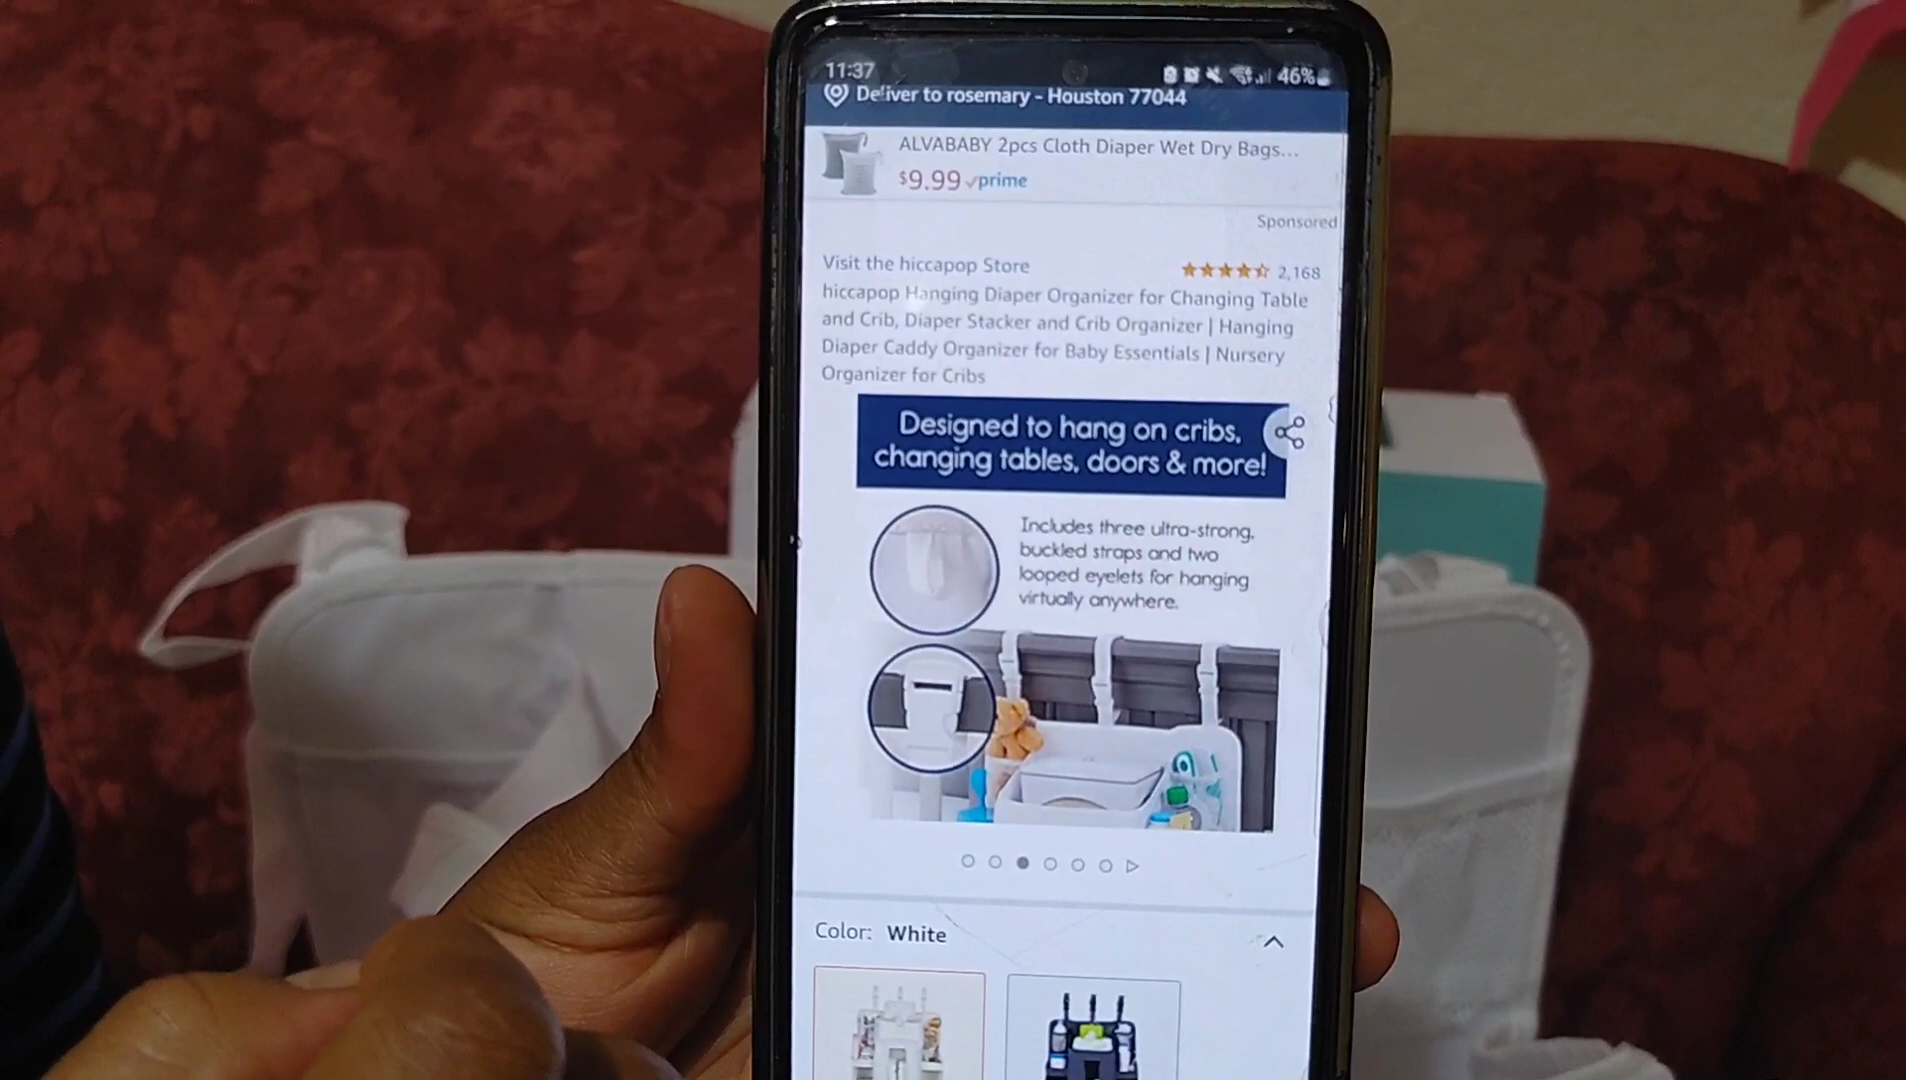 11:37
46%
Deliver to rosemary - Houston 77044
ALVABABY 2pcs Cloth Diaper Wet Dry Bags...
$9.99 prime
Sponsored
Visit the hiccapop Store
2,168
hiccapop Hanging Diaper Organizer for Changing Table
and Crib, Diaper Stacker and Crib Organizer | Hanging
Diaper Caddy Organizer for Baby Essentials | Nursery
Organizer for Cribs
Designed to hang on cribs,
changing tables, doors & more!
Includes three ultra-strong,
buckled straps and two
looped eyelets for hanging
virtually anywhere.
Color: White